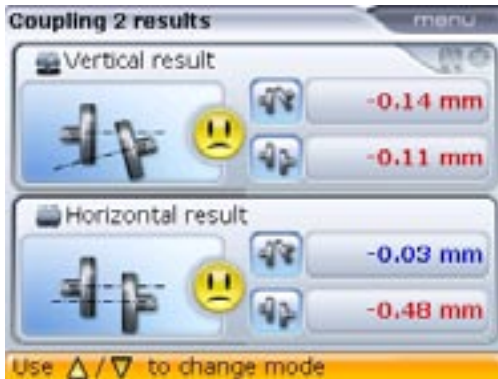 Coupling 2 results menu
Vertical result
-0.14 mm
-0.11 mm
Horizontal result
-0.03 mm
-0.48 mm
Use △/▽ to change mode